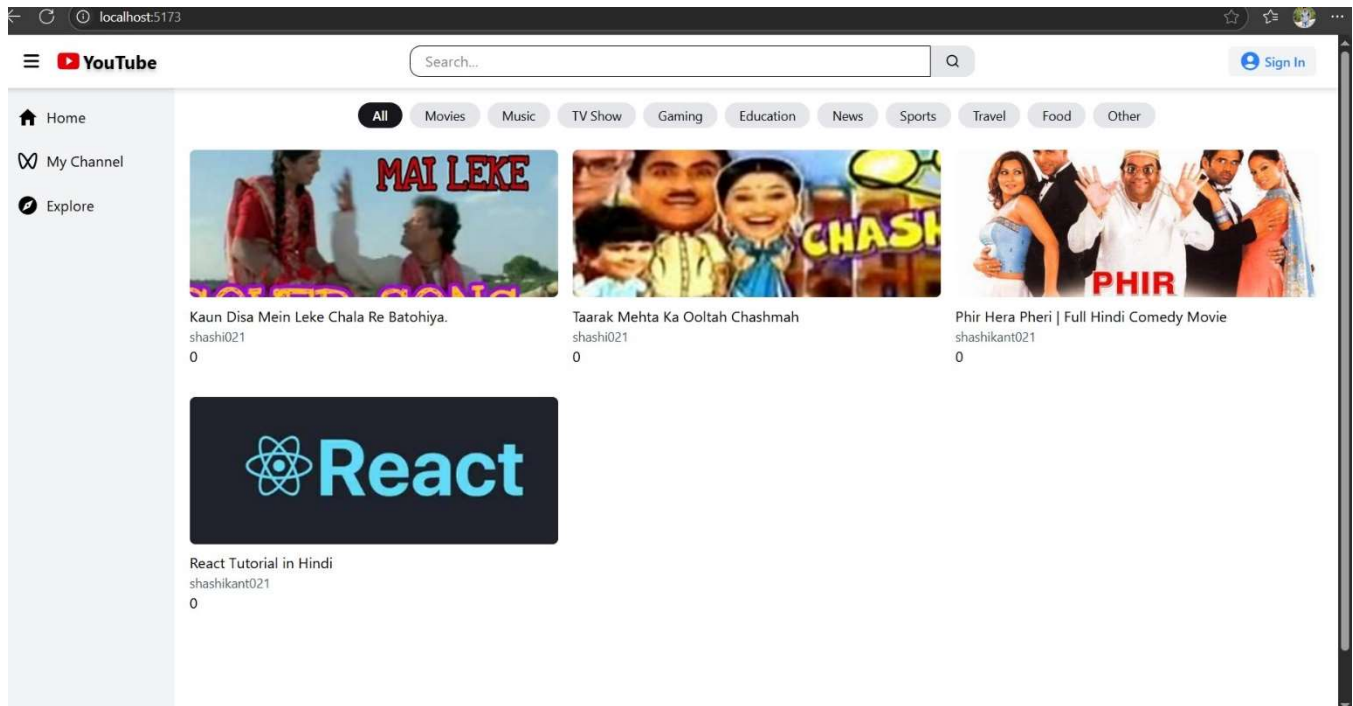 localhost:5173
YouTube
Search...
Sign In
Home
My Channel
Explore
All Movies Music TV Show Gaming Education News Sports Travel Food Other
MAI LEKE
CHASH
PHIR
Kaun Disa Mein Leke Chala Re Batohiya.
shashi021
0
Taarak Mehta Ka Ooltah Chashmah
shashi021
0
Phir Hera Pheri | Full Hindi Comedy Movie
shashikant021
0
React
React Tutorial in Hindi
shashikant021
0